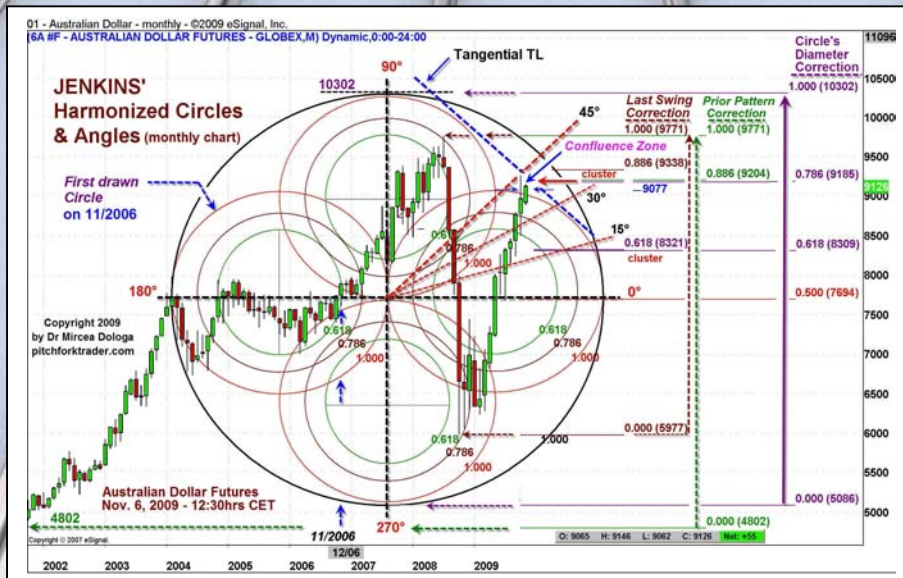 01 - Australian Dollar - monthly - ©2009 eSignal, Inc.
(6A #F - AUSTRALIAN DOLLAR FUTURES - GLOBEX,M) Dynamic,0:00-24:00
11096
JENKINS'
Harmonized Circles
& Angles (monthly chart)
First drawn
Circle
on 11/2006
10302
90°
Tangential TL
45°
30°
15°
0°
180°
270°
Circle's
Diameter
Correction
1.000 (10302)
Last Swing
Correction
1.000 (9771)
Prior Pattern
Correction
1.000 (9771)
Confluence Zone
0.886 (9338)
cluster
0.886 (9204)
0.786 (9185)
9077
0.618 (8321)
cluster
0.618 (8309)
0.500 (7694)
0.000 (5977)
0.000 (5086)
0.000 (4802)
0.618
0.786
1.000
0.618
0.786
1.000
0.618
0.786
1.000
0.618
0.786
1.000
1.000
Copyright 2009
by Dr Mircea Dologa
pitchforktrader.com
Australian Dollar Futures
Nov. 6, 2009 - 12:30hrs CET
4802
11/2006
12/06
Copyright © 2007 eSignal.
O: 9065 H: 9146 L: 9062 C: 9126 Net: +55
10500
10000
9500
9126
9000
8500
8000
7500
7000
6500
6000
5500
5000
2002 2003 2004 2005 2006 2007 2008 2009